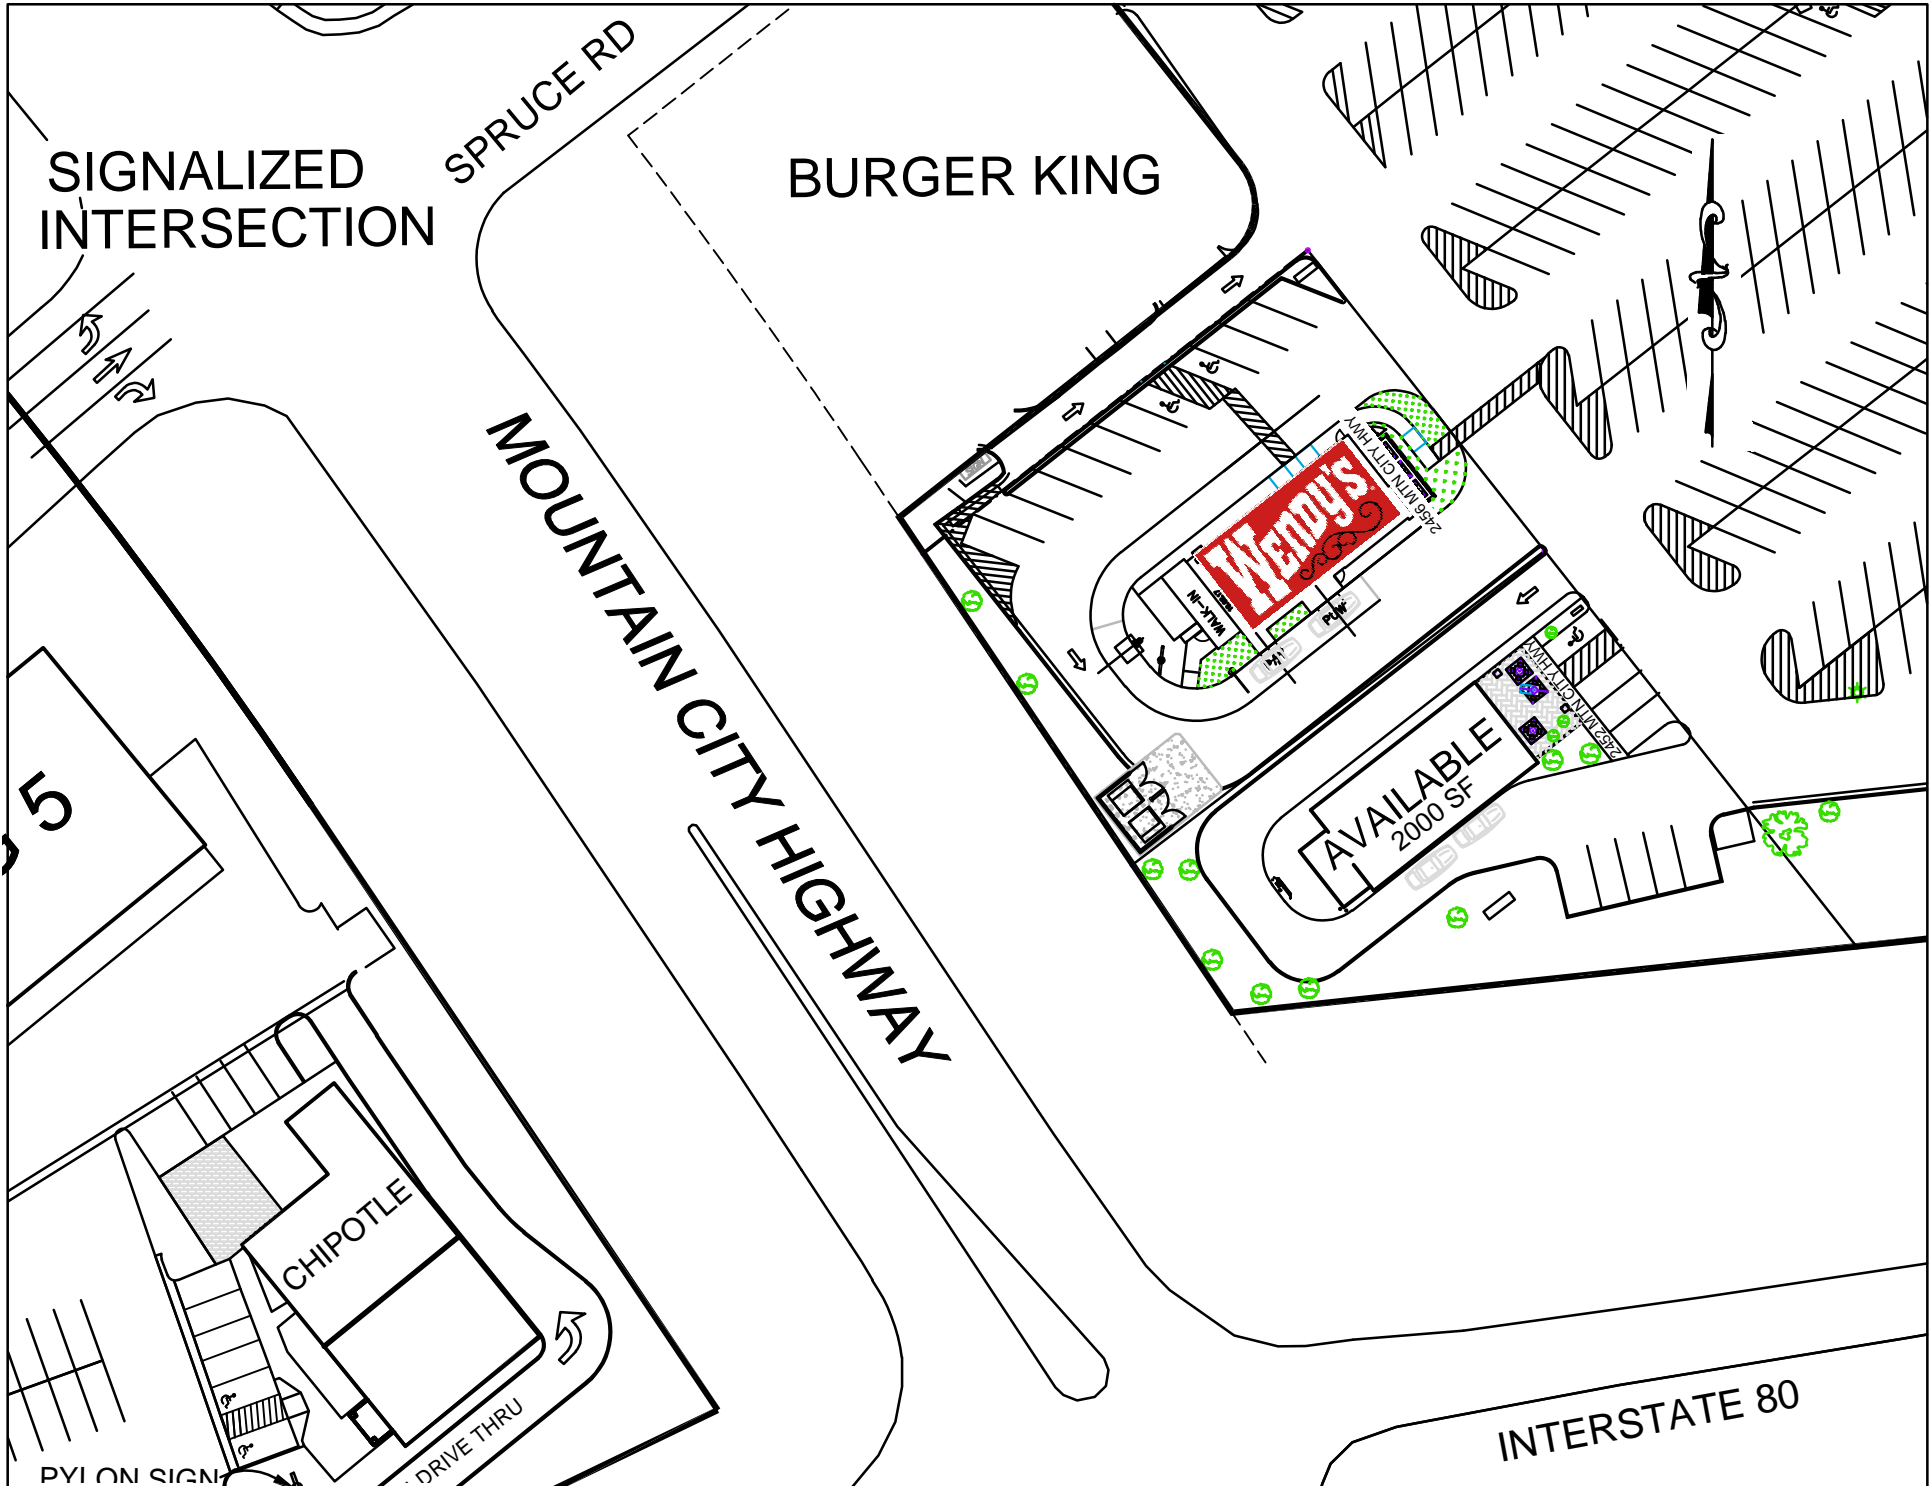 SPRUCE RD
SIGNALIZED
INTERSECTION
BURGER KING
MOUNTAIN CITY HIGHWAY
2456 MTN CITY HWY
Wendy's
WALK-IN
PUW
PAY
2452 MTN CITY HWY
AVAILABLE
2000 SF
5
CHIPOTLE
DRIVE THRU
PYLON SIGN
INTERSTATE 80